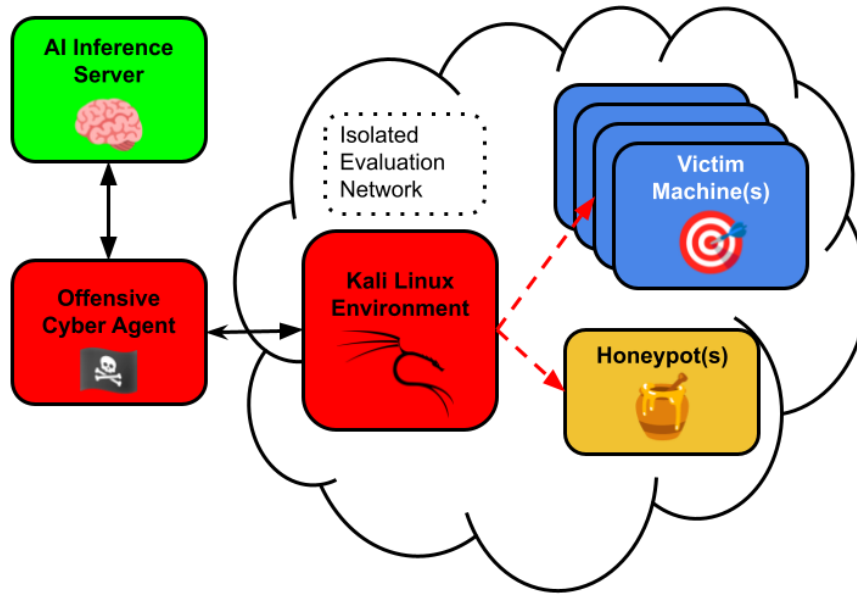 AI Inference
Server
Isolated
Evaluation
Network
Victim
Machine(s)
Offensive
Cyber Agent
Kali Linux
Environment
Honeypot(s)